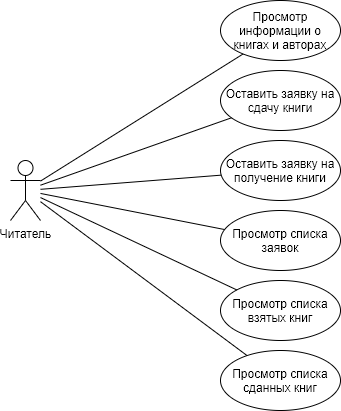 Просмотр
информации о
книгах и авторах
Оставить заявку на
сдачу книги
Оставить заявку на
получение книги
Читатель
Просмотр списка
заявок
Просмотр списка
взятых книг
Просмотр списка
сданных книг